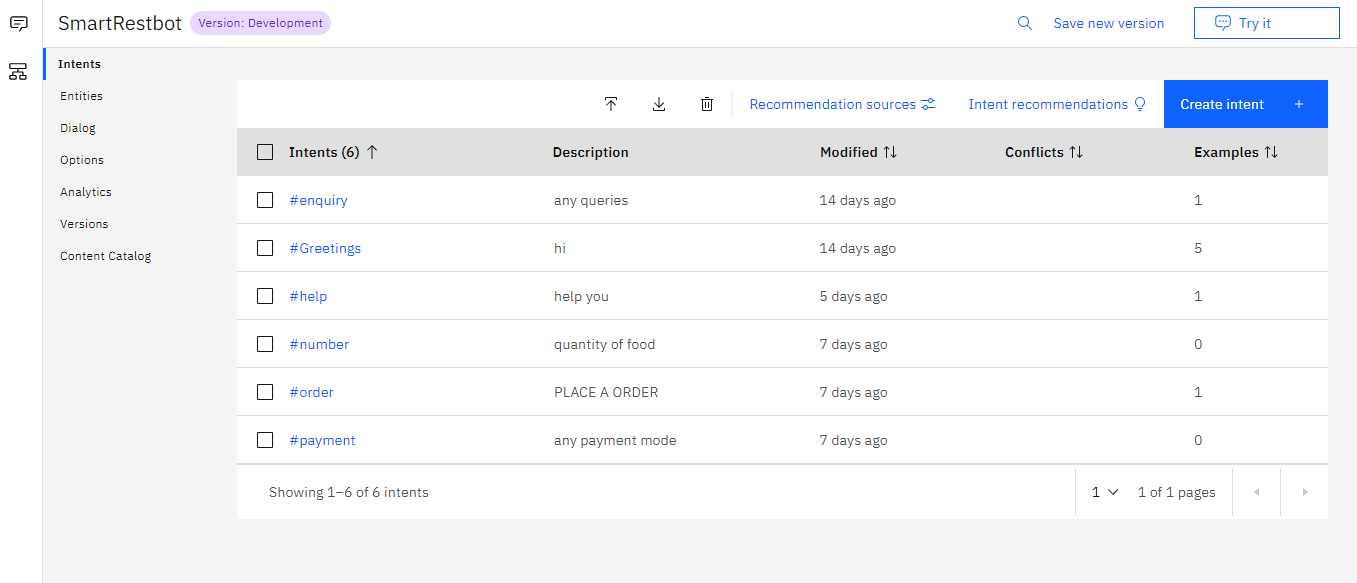 SmartRestbot Version: Development Save new version Try it
Intents
Entities
Dialog
Options
Analytics
Versions
Content Catalog
Recommendation sources Intent recommendations Create intent +
Intents (6) Description Modified Conflicts Examples
#enquiry any queries 14 days ago 1
#Greetings hi 14 days ago 5
#help help you 5 days ago 1
#number quantity of food 7 days ago 0
#order PLACE A ORDER 7 days ago 1
#payment any payment mode 7 days ago 0
Showing 1–6 of 6 intents 1 1 of 1 pages